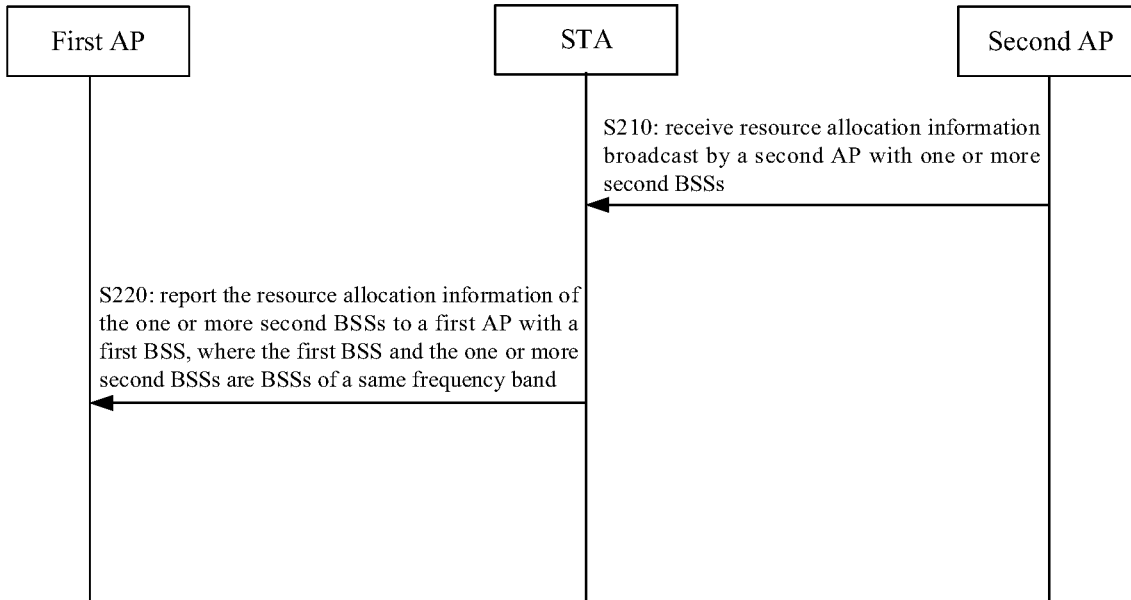 First AP
STA
Second AP
S210: receive resource allocation information
broadcast by a second AP with one or more
second BSSs
S220: report the resource allocation information of
the one or more second BSSs to a first AP with a
first BSS, where the first BSS and the one or more
second BSSs are BSSs of a same frequency band